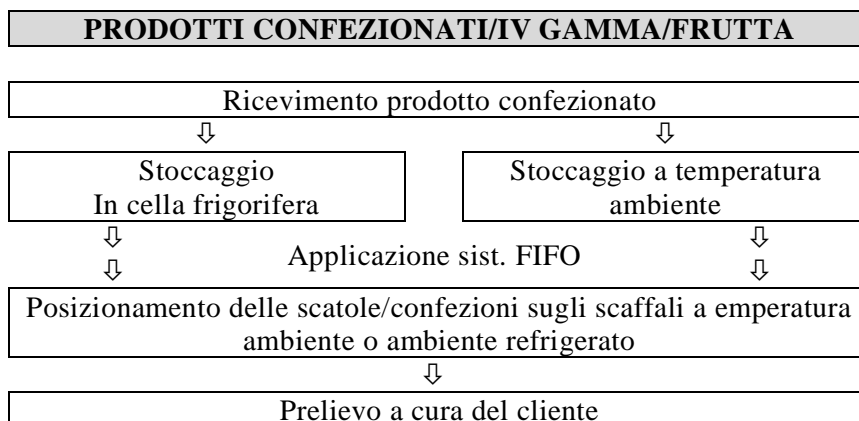 PRODOTTI CONFEZIONATI/IV GAMMA/FRUTTA
Ricevimento prodotto confezionato
⇩ ⇩
Stoccaggio
In cella frigorifera
Stoccaggio a temperatura
ambiente
⇩ ⇩
Applicazione sist. FIFO
⇩ ⇩
Posizionamento delle scatole/confezioni sugli scaffali a emperatura
ambiente o ambiente refrigerato
⇩
Prelievo a cura del cliente